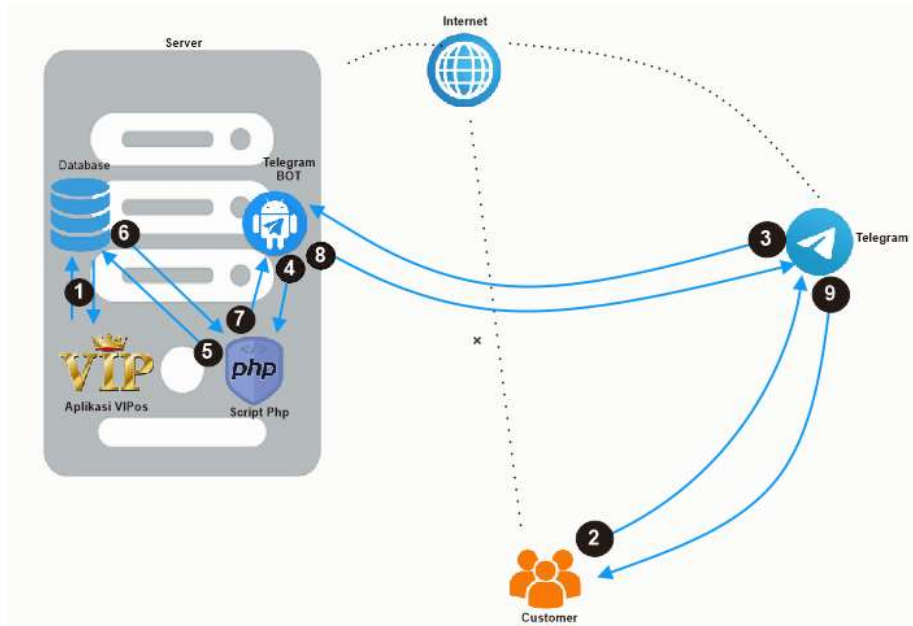 Internet
Server
Database
Telegram
BOT
6
3
Telegram
4
8
1
9
7
5
VIP
php
Aplikasi VIPos
Script Php
2
Customer